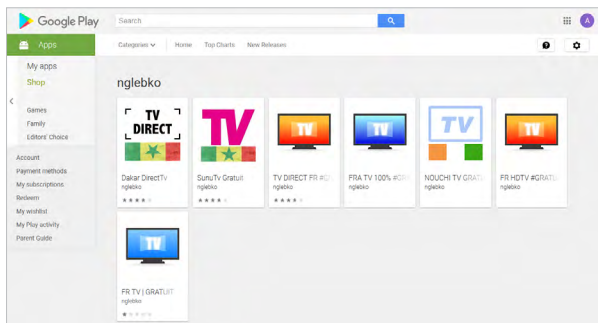 Google Play
Search
A
Apps
Categories
Home
Top Charts
New Releases
?
My apps
Shop
Games
Family
Editors' Choice
Account
Payment methods
My subscriptions
Redeem
My wishlist
My Play activity
Parent Guide
nglebko
TV
DIRECT
Dakar DirectTv
nglebko
TV
SunuTv Gratuit
nglebko
TV
TV DIRECT FR
nglebko
TV
FRA TV 100%
nglebko
TV
NOUCHI TV
nglebko
TV
FR HDTV
nglebko
TV
FR TV | GRATUIT
nglebko